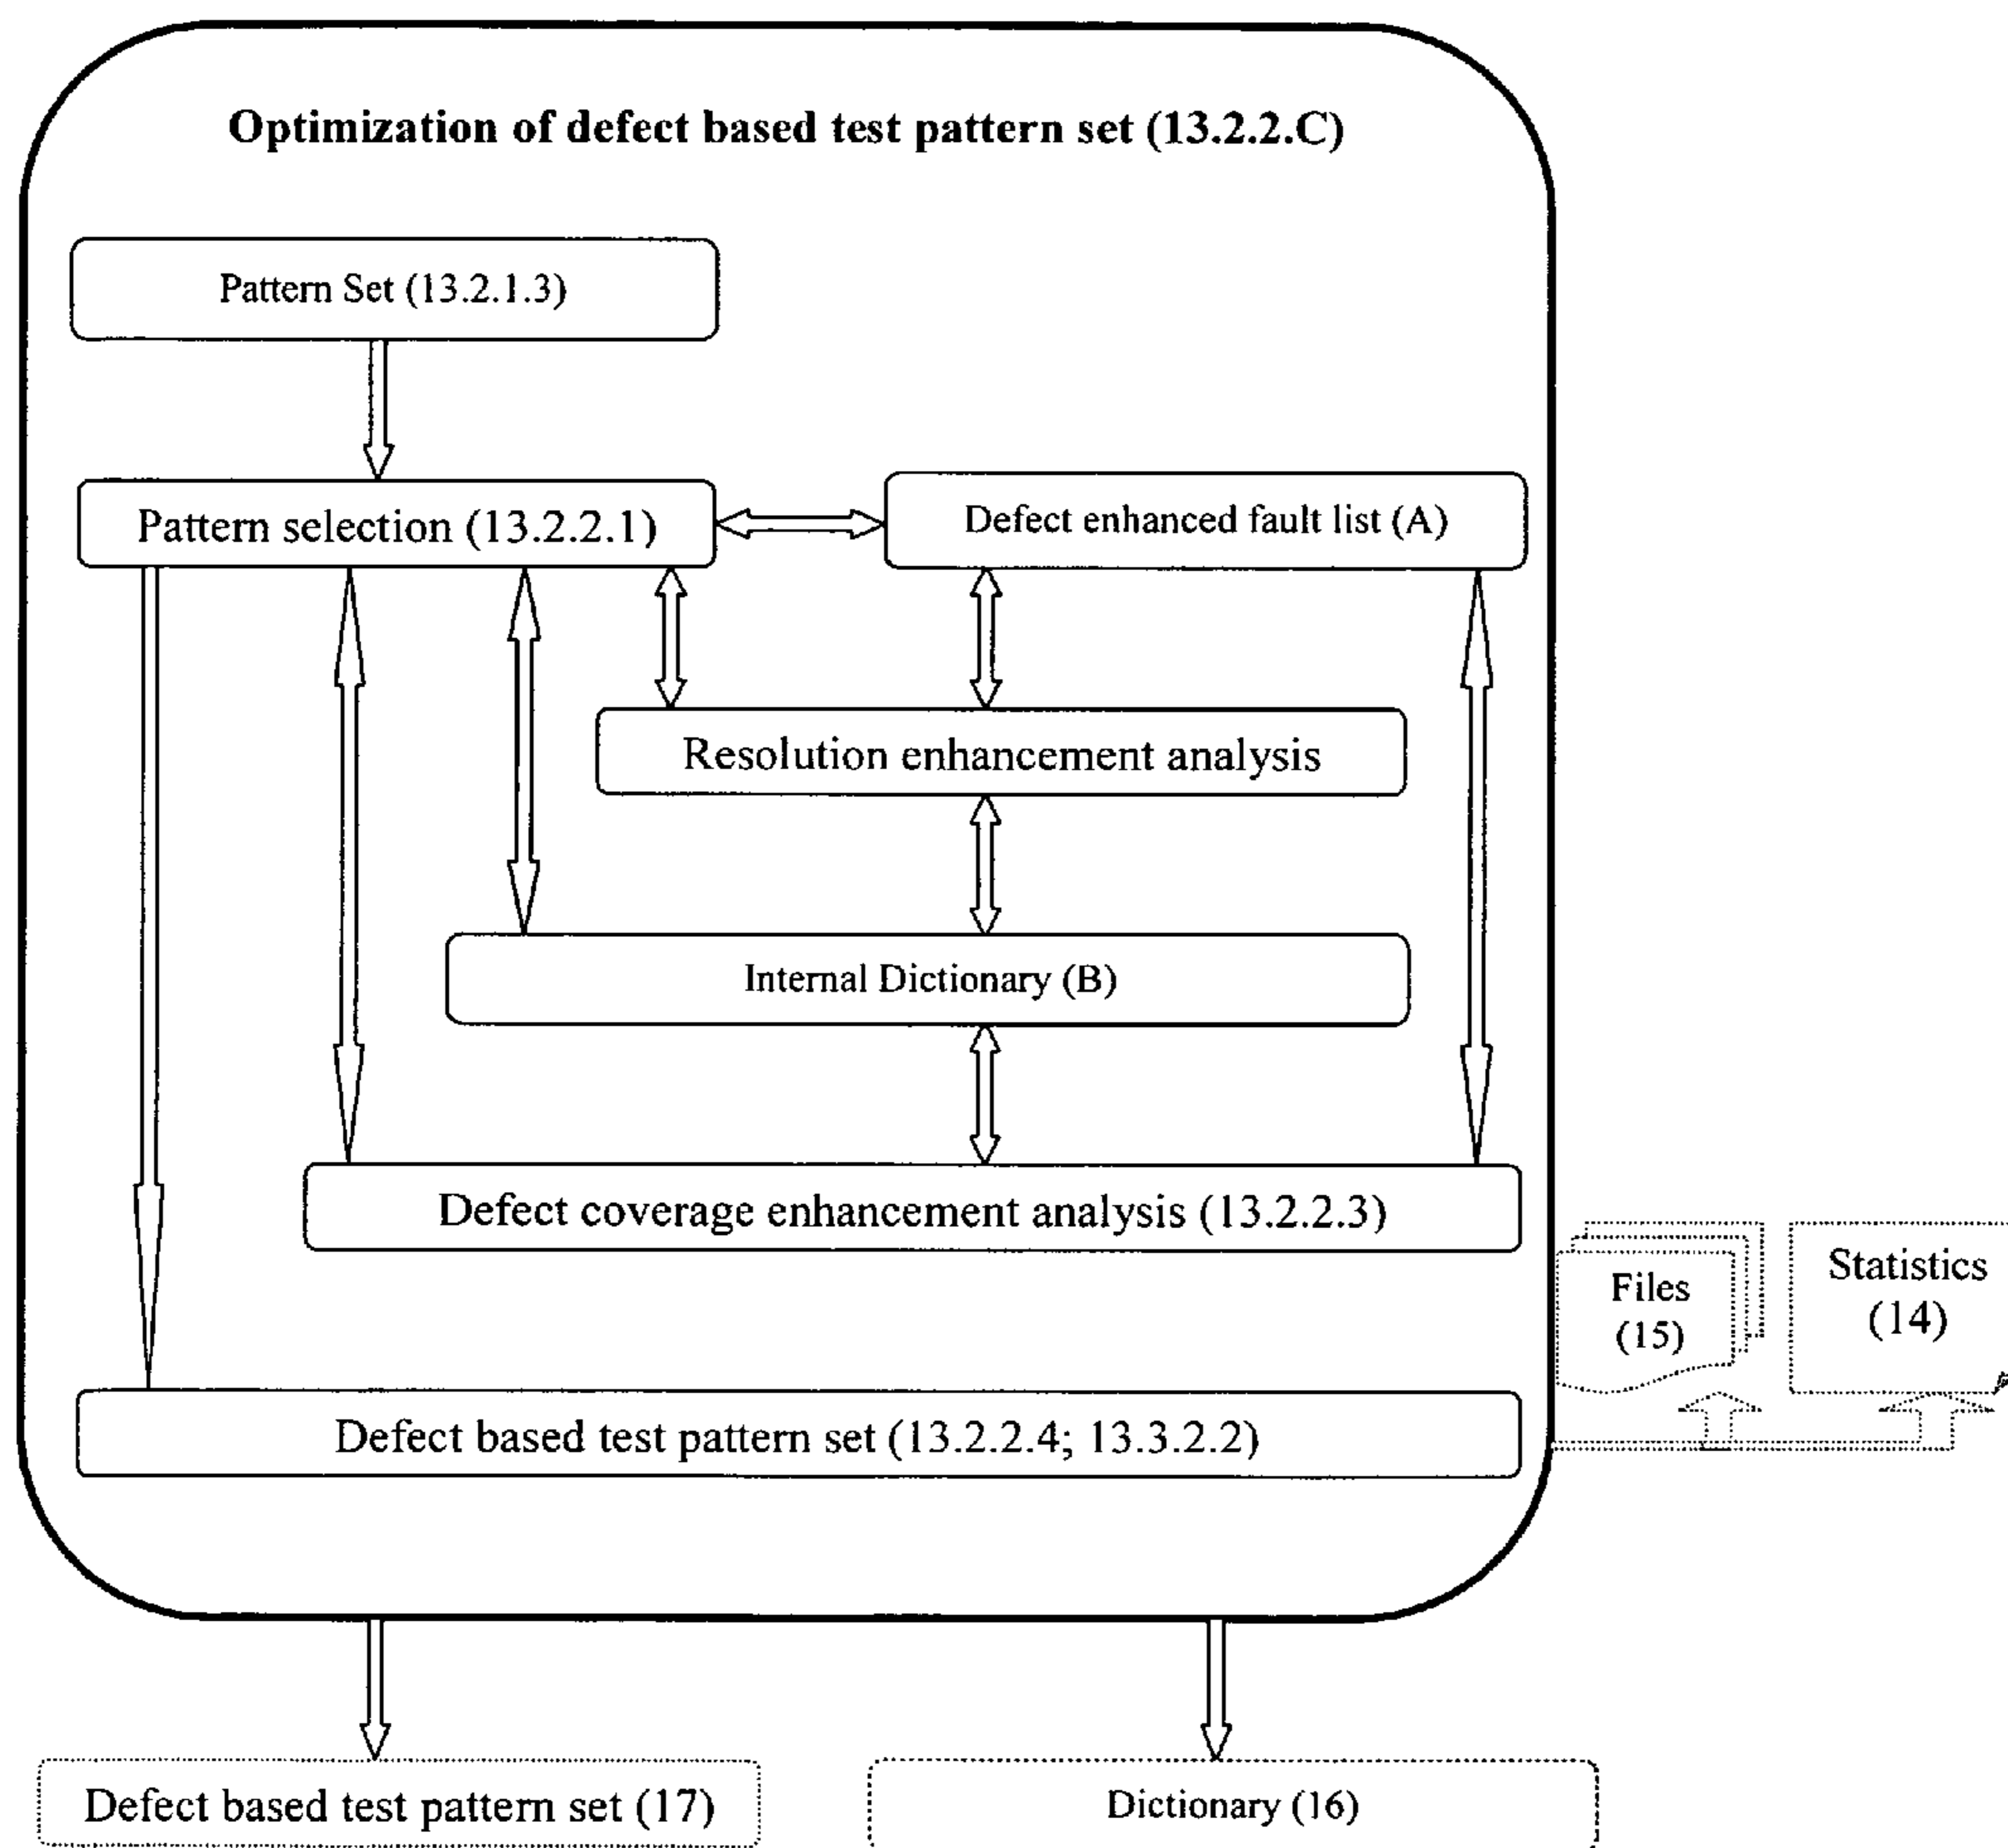 Optimization of defect based test pattern set (13.2.2.C)
Pattern Set (13.2.1.3)
Pattern selection (13.2.2.1)
Defect enhanced fault list (A)
Resolution enhancement analysis
Internal Dictionary (B)
Defect coverage enhancement analysis (13.2.2.3)
Files
(15)
Statistics
(14)
Defect based test pattern set (13.2.2.4; 13.3.2.2)
Defect based test pattern set (17)
Dictionary (16)